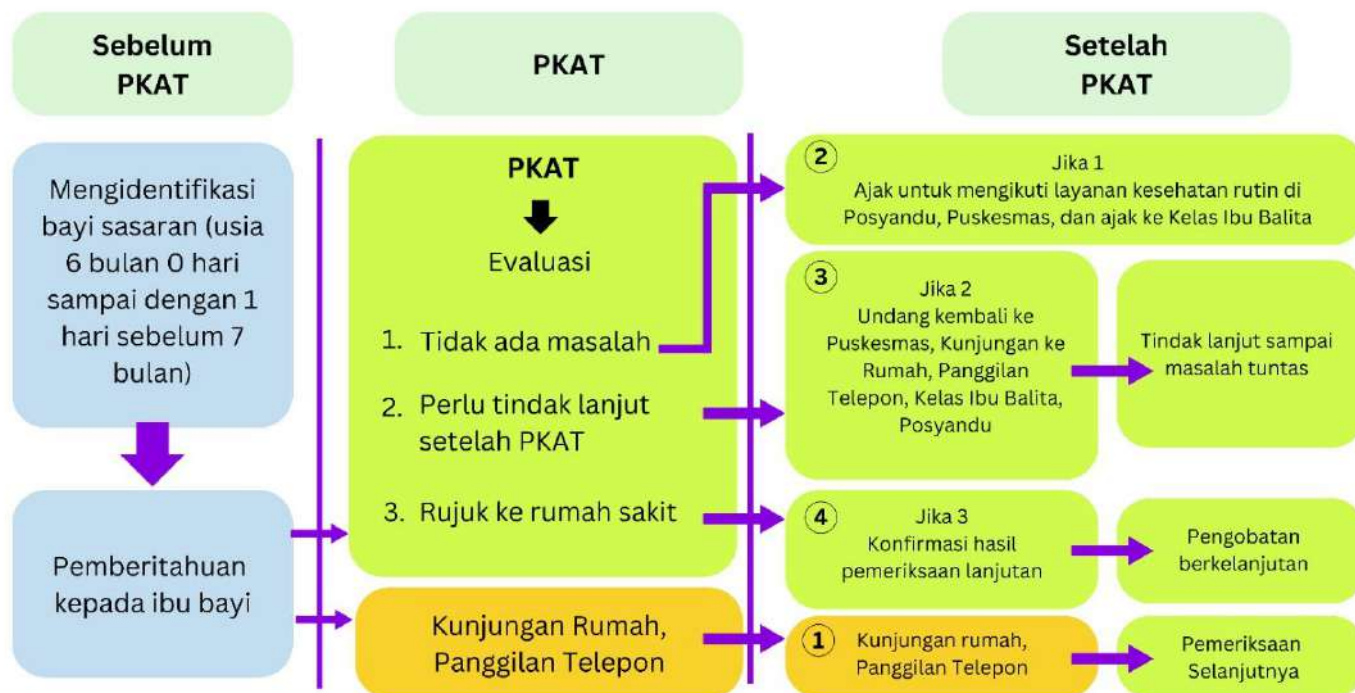 Sebelum
PKAT
PKAT
Setelah
PKAT
Mengidentifikasi
bayi sasaran (usia
6 bulan 0 hari
sampai dengan 1
hari sebelum 7
bulan)
Pemberitahuan
kepada ibu bayi
PKAT
Evaluasi
1. Tidak ada masalah
2. Perlu tindak lanjut
setelah PKAT
3. Rujuk ke rumah sakit
Kunjungan Rumah,
Panggilan Telepon
2
Jika 1
Ajak untuk mengikuti layanan kesehatan rutin di
Posyandu, Puskesmas, dan ajak ke Kelas Ibu Balita
3
Jika 2
Undang kembali ke
Puskesmas, Kunjungan ke
Rumah, Panggilan
Telepon, Kelas Ibu Balita,
Posyandu
Tindak lanjut sampai
masalah tuntas
4
Jika 3
Konfirmasi hasil
pemeriksaan lanjutan
Pengobatan
berkelanjutan
1
Kunjungan rumah,
Panggilan Telepon
Pemeriksaan
Selanjutnya